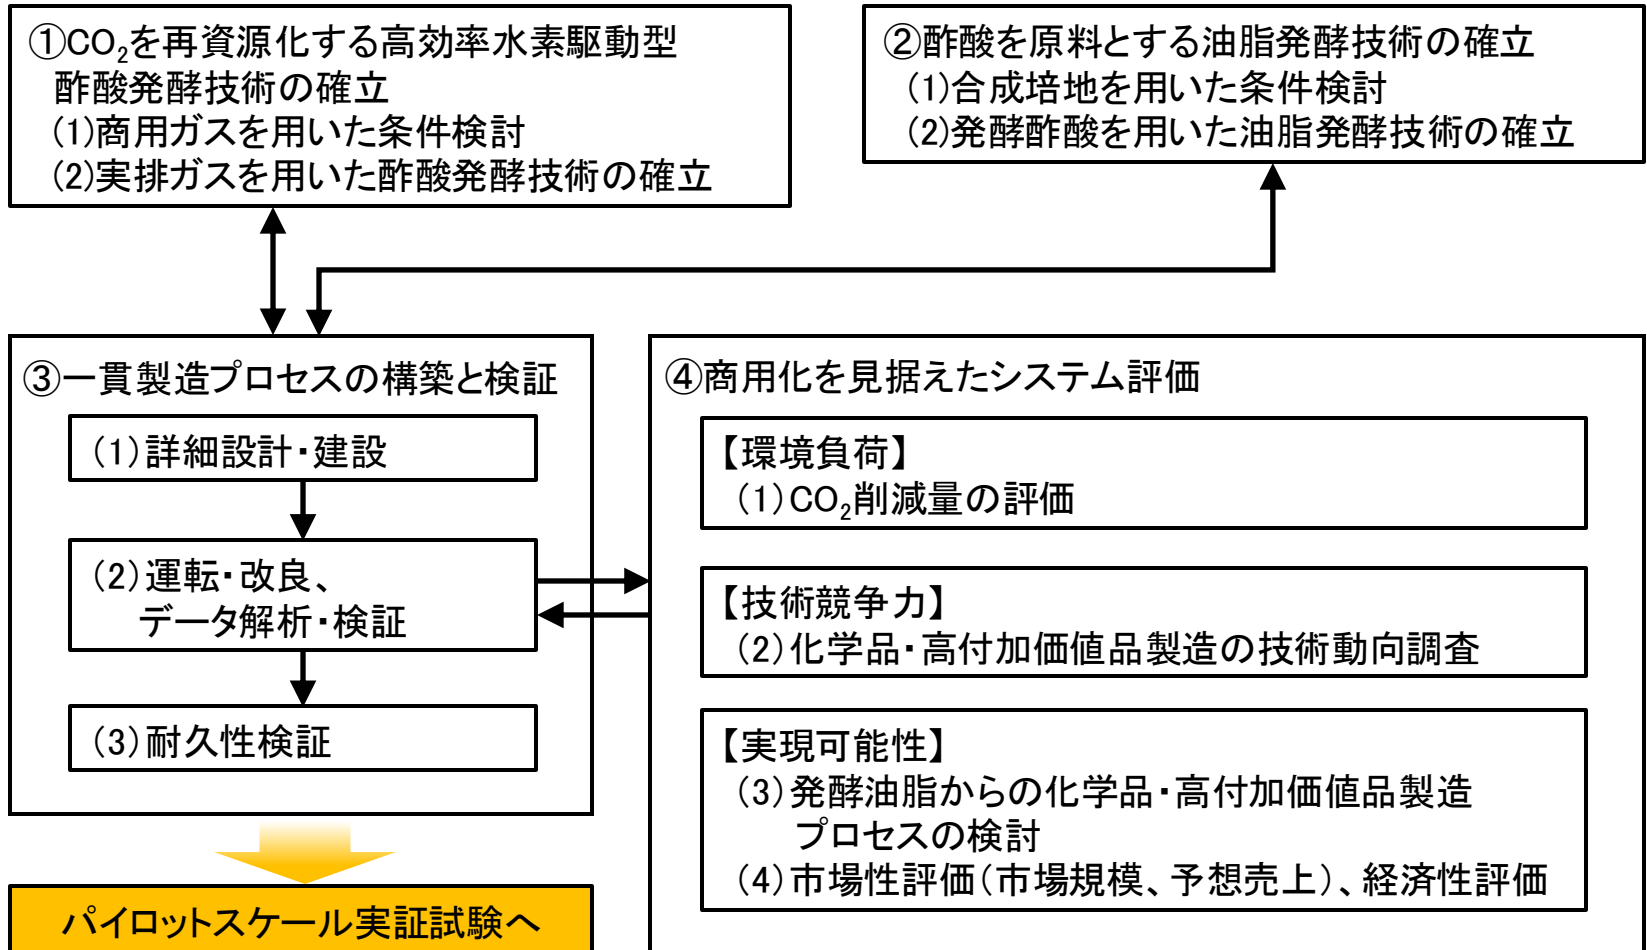 ①CO₂を再資源化する高効率水素駆動型
酢酸発酵技術の確立
(1)商用ガスを用いた条件検討
(2)実排ガスを用いた酢酸発酵技術の確立
②酢酸を原料とする油脂発酵技術の確立
(1)合成培地を用いた条件検討
(2)発酵酢酸を用いた油脂発酵技術の確立
③一貫製造プロセスの構築と検証
(1)詳細設計・建設
(2)運転・改良、
データ解析・検証
(3)耐久性検証
パイロットスケール実証試験へ
④商用化を見据えたシステム評価
【環境負荷】
(1)CO₂削減量の評価
【技術競争力】
(2)化学品・高付加価値品製造の技術動向調査
【実現可能性】
(3)発酵油脂からの化学品・高付加価値品製造
プロセスの検討
(4)市場性評価(市場規模、予想売上)、経済性評価